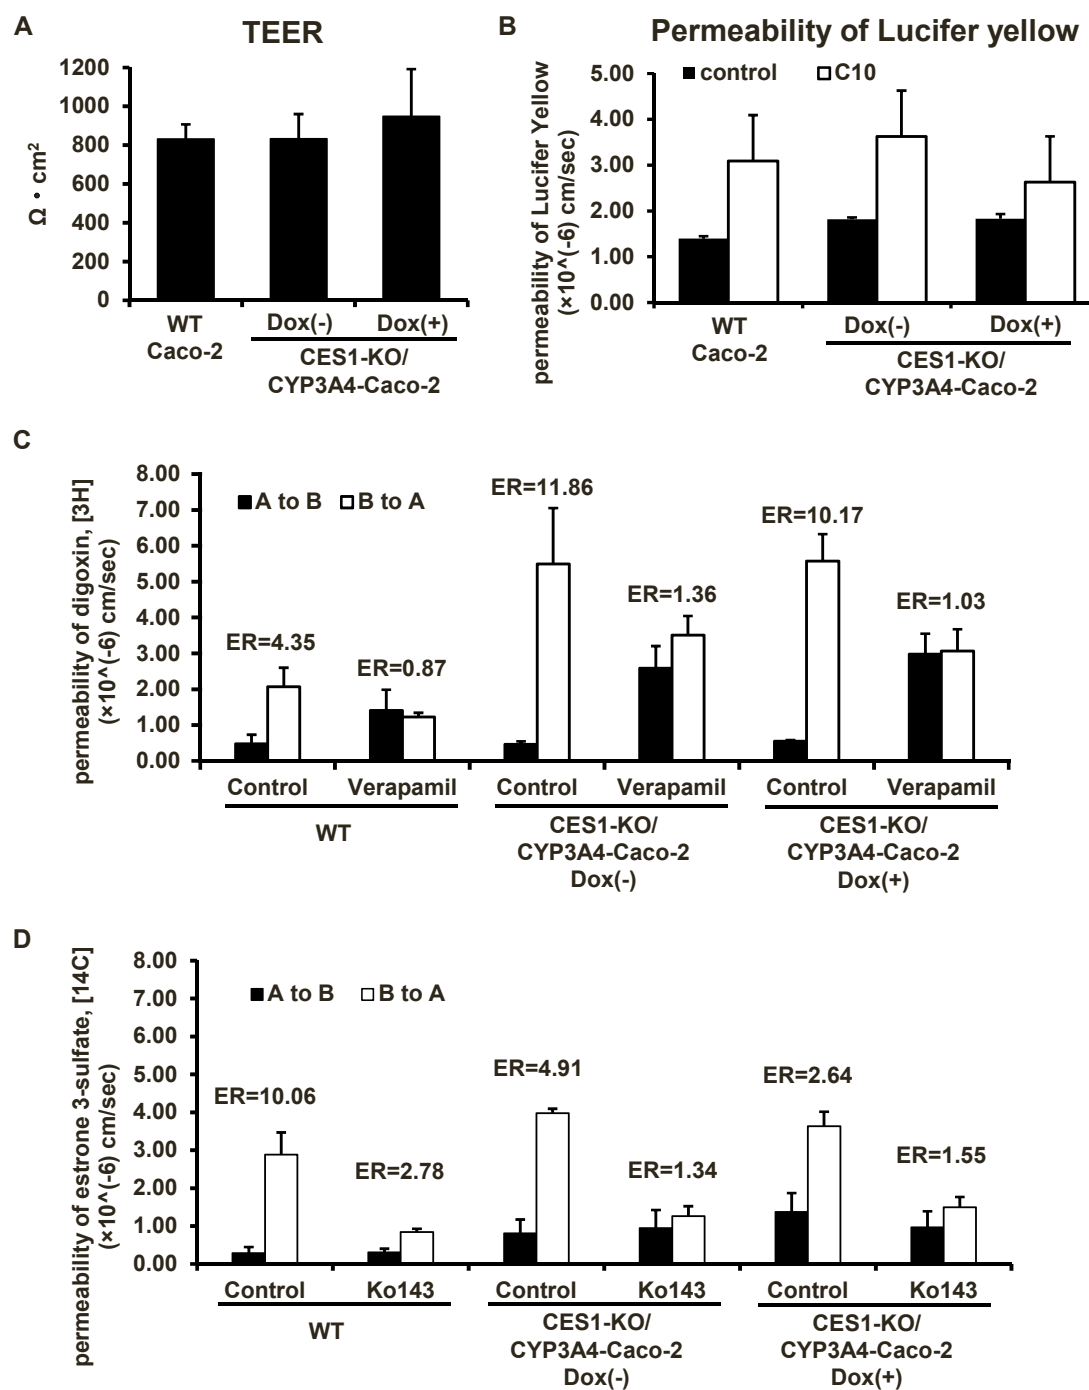 A
TEER
1200
1000
800
600
400
200
0
Ω・cm²
WT
Caco-2
Dox(-)
Dox(+)
CES1-KO/
CYP3A4-Caco-2
B
Permeability of Lucifer yellow
control
C10
5.00
4.00
3.00
2.00
1.00
0.00
permeability of Lucifer Yellow
(×10^(-6) cm/sec)
WT
Caco-2
Dox(-)
Dox(+)
CES1-KO/
CYP3A4-Caco-2
C
permeability of digoxin, [3H]
(×10^(-6) cm/sec)
8.00
7.00
6.00
5.00
4.00
3.00
2.00
1.00
0.00
A to B
B to A
ER=4.35
ER=0.87
ER=11.86
ER=1.36
ER=10.17
ER=1.03
Control
Verapamil
Control
Verapamil
Control
Verapamil
WT
CES1-KO/
CYP3A4-Caco-2
Dox(-)
CES1-KO/
CYP3A4-Caco-2
Dox(+)
D
permeability of estrone 3-sulfate, [14C]
(×10^(-6) cm/sec)
8.00
7.00
6.00
5.00
4.00
3.00
2.00
1.00
0.00
A to B
B to A
ER=10.06
ER=2.78
ER=4.91
ER=1.34
ER=2.64
ER=1.55
Control
Ko143
Control
Ko143
Control
Ko143
WT
CES1-KO/
CYP3A4-Caco-2
Dox(-)
CES1-KO/
CYP3A4-Caco-2
Dox(+)